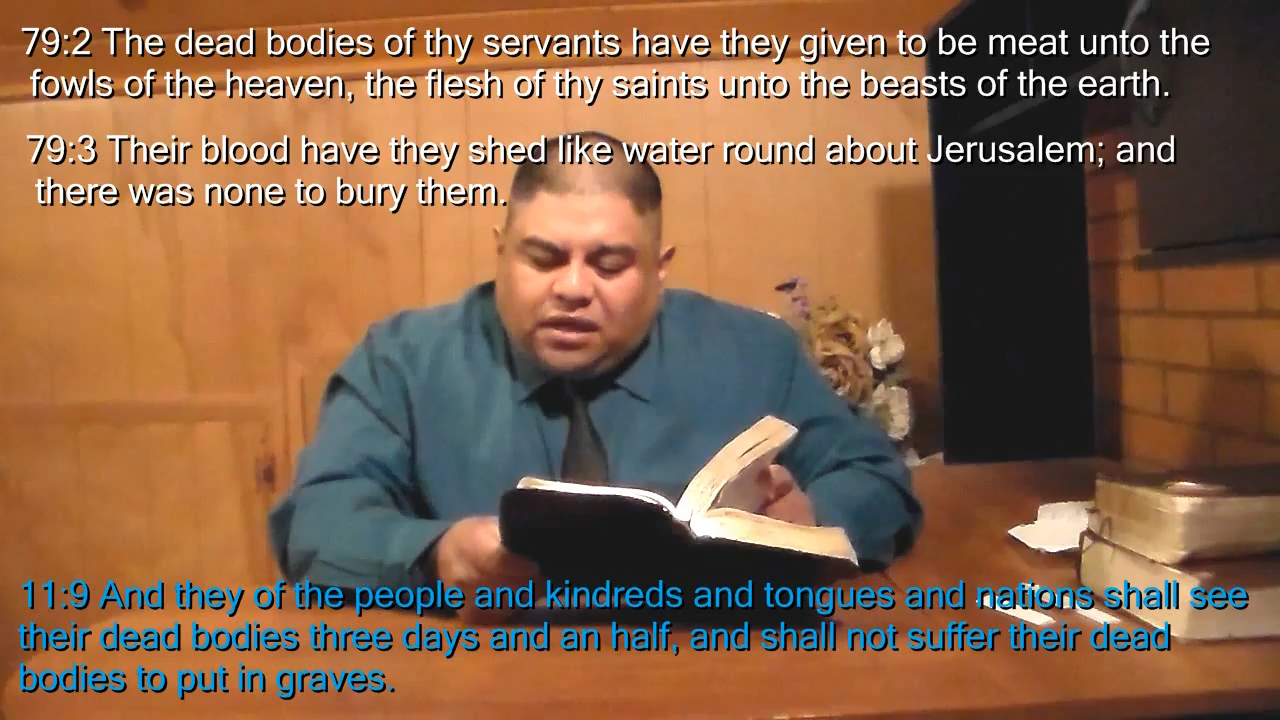 79:2 The dead bodies of thy servants have they given to be meat unto the
fowls of the heaven, the flesh of thy saints unto the beasts of the earth.
79:3 Their blood have they shed like water round about Jerusalem; and
there was none to bury them.
11:9 And they of the people and kindreds and tongues and nations shall see
their dead bodies three days and an half, and shall not suffer their dead
bodies to put in graves.